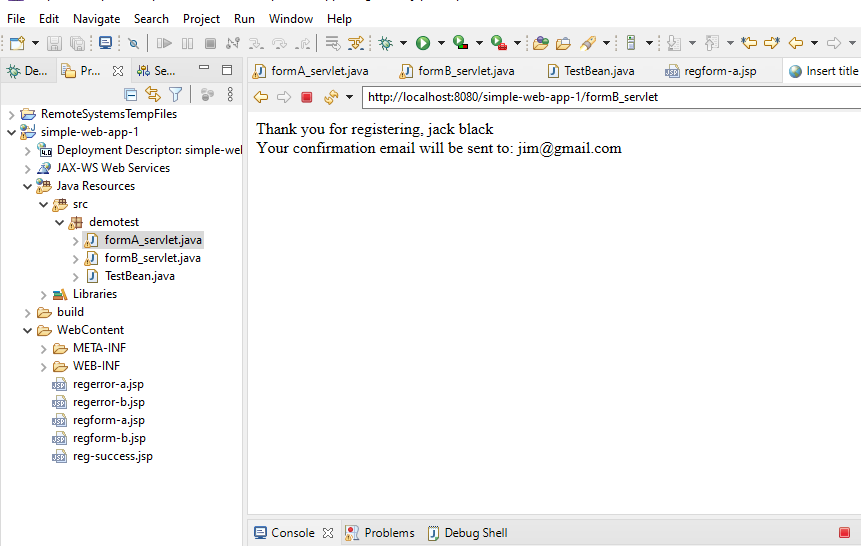 File Edit Navigate Search Project Run Window Help
De... Pr... Se...
formA_servlet.java formB_servlet.java TestBean.java regform-a.jsp Insert title
http://localhost:8080/simple-web-app-1/formB_servlet
Thank you for registering, jack black
Your confirmation email will be sent to: jim@gmail.com
RemoteSystemsTempFiles
simple-web-app-1
Deployment Descriptor: simple-wel
JAX-WS Web Services
Java Resources
src
demotest
formA_servlet.java
formB_servlet.java
TestBean.java
Libraries
build
WebContent
META-INF
WEB-INF
regerror-a.jsp
regerror-b.jsp
regform-a.jsp
regform-b.jsp
reg-success.jsp
Console Problems Debug Shell